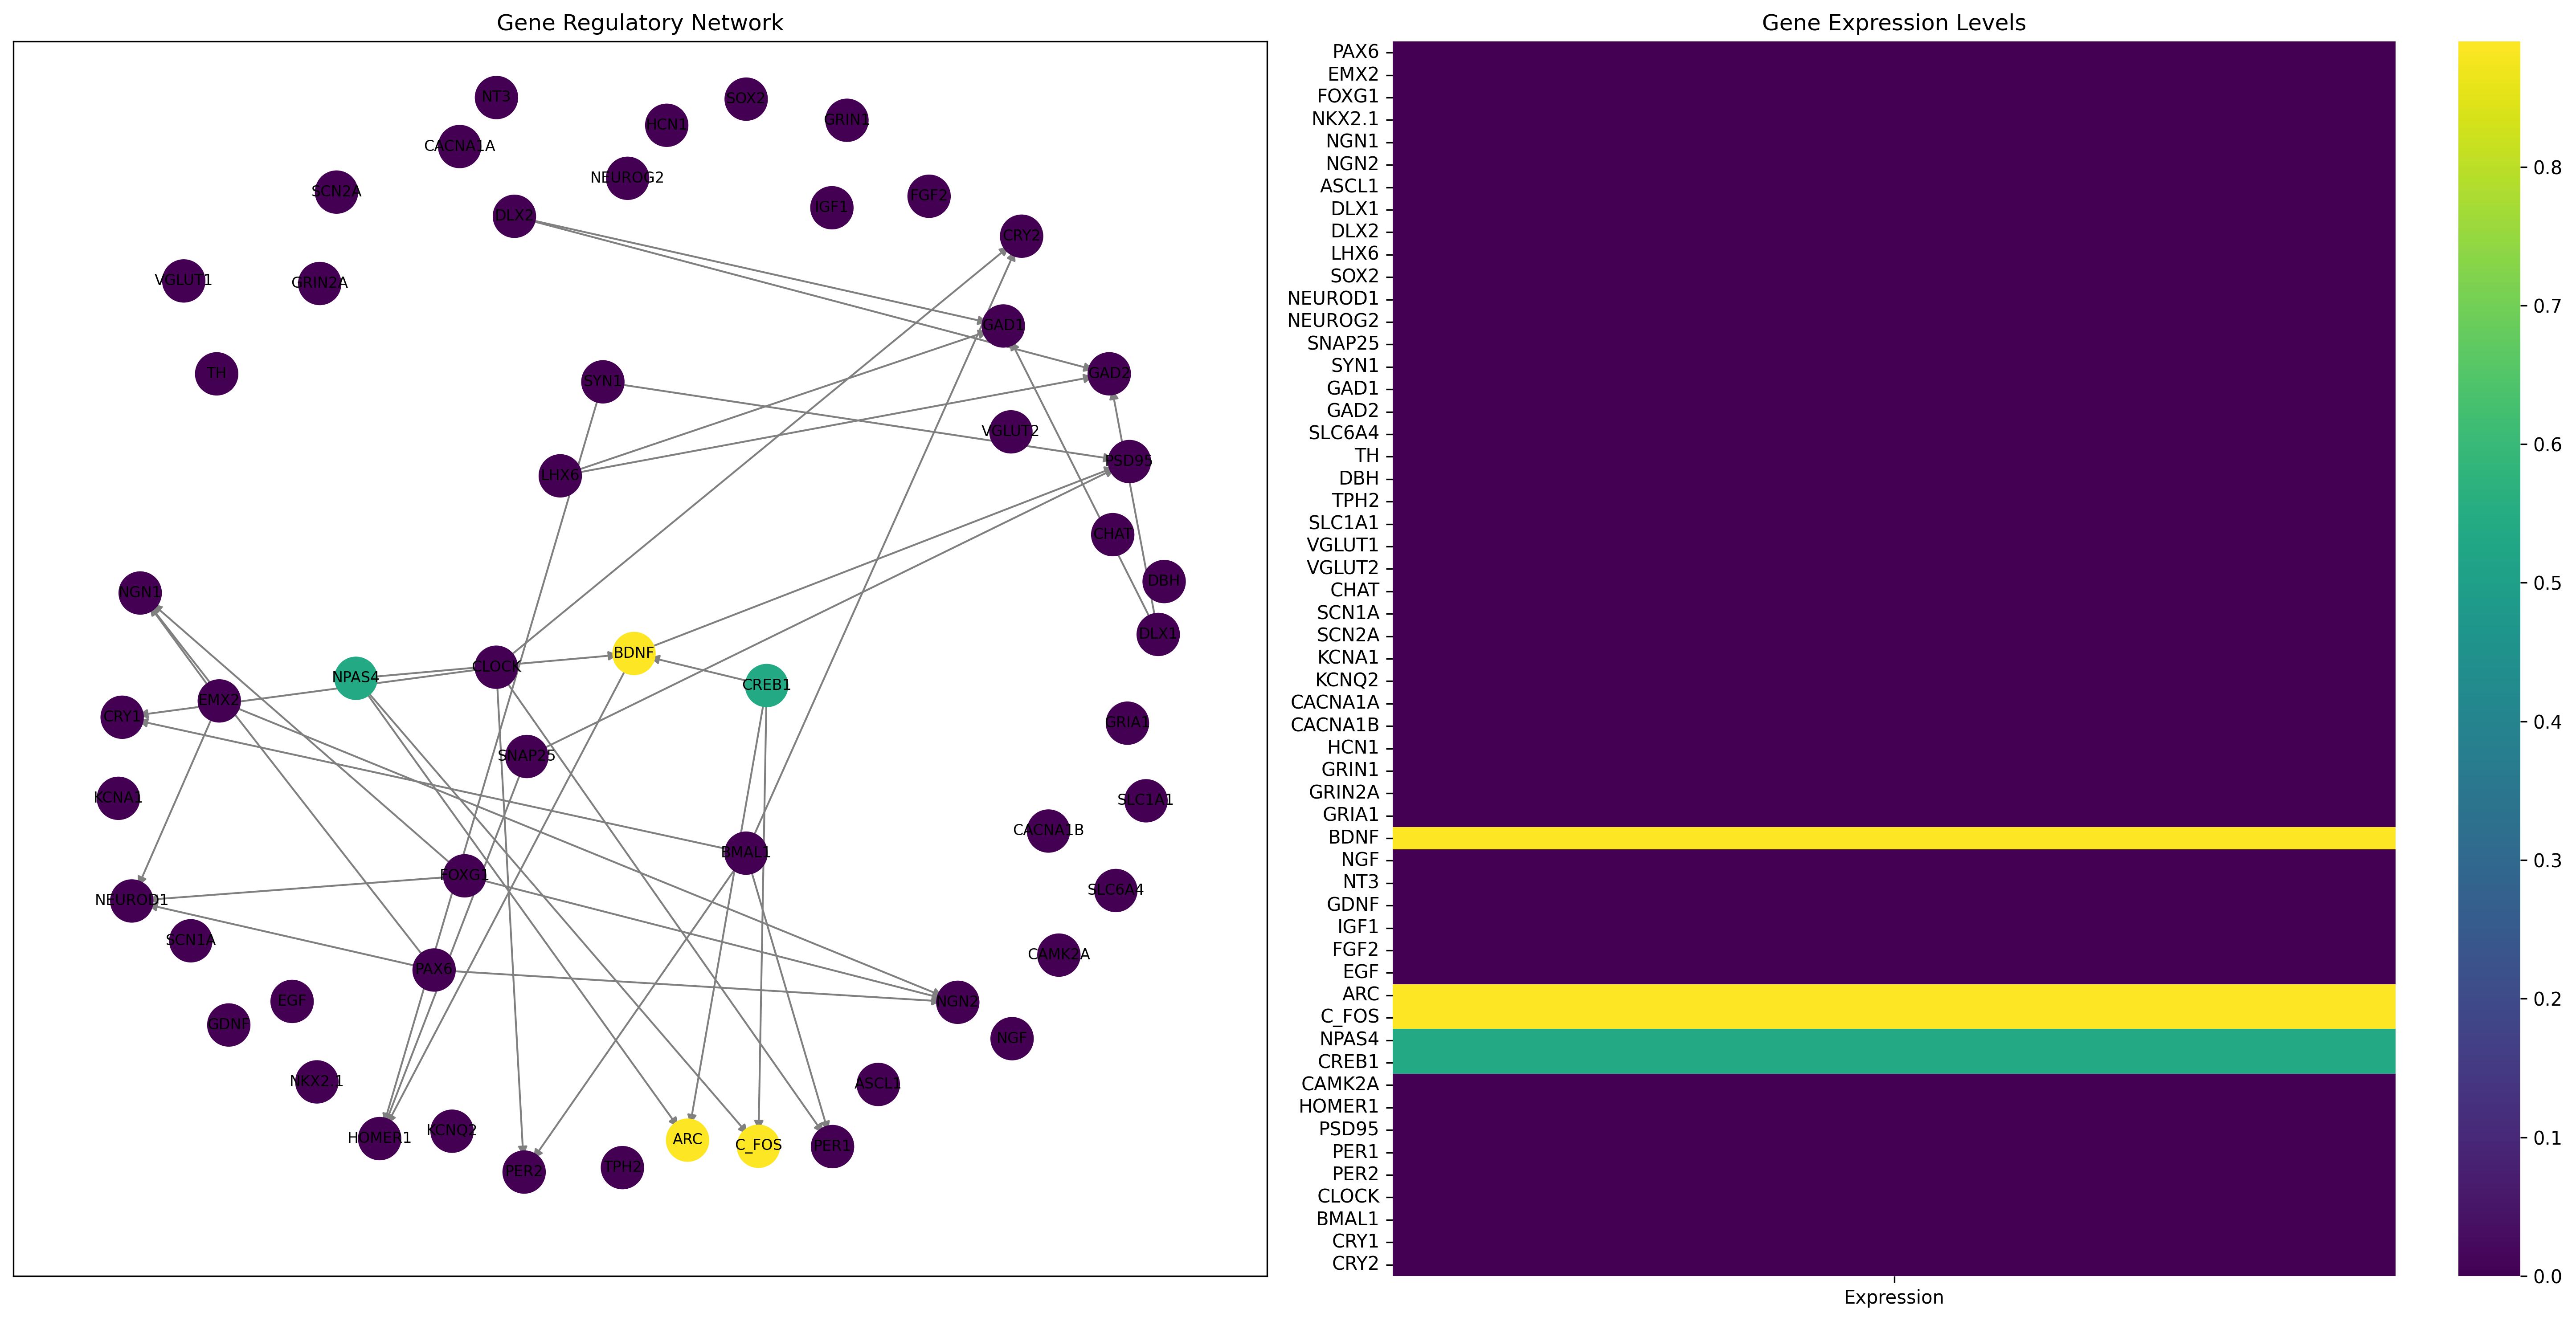 Gene Regulatory Network
NT3
SOX2
GRIN1
HCN1
CACNA1A
NEUROG2
SCN2A
FGF2
IGF1
DLX2
CRY2
VGLUT1
GRIN2A
GAD1
TH
GAD2
SYN1
VGLUT2
PSD95
LHX6
CHAT
DBH
NGN1
DLX1
BDNF
CLOCK
NPAS4
CREB1
EMX2
CRY1
GRIA1
SNAP25
KCNA1
SLC1A1
CACNA1B
BMAL1
FOXG1
SLC6A4
NEUROD1
SCN1A
CAMK2A
PAX6
EGF
NGN2
GDNF
NGF
NKX2.1
ASCL1
KCNQ2
HOMER1
ARC
C_FOS
PER1
TPH2
PER2
Gene Expression Levels
PAX6
EMX2
FOXG1
NKX2.1
NGN1
NGN2
ASCL1
DLX1
DLX2
LHX6
SOX2
NEUROD1
NEUROG2
SNAP25
SYN1
GAD1
GAD2
SLC6A4
TH
DBH
TPH2
SLC1A1
VGLUT1
VGLUT2
CHAT
SCN1A
SCN2A
KCNA1
KCNQ2
CACNA1A
CACNA1B
HCN1
GRIN1
GRIN2A
GRIA1
BDNF
NGF
NT3
GDNF
IGF1
FGF2
EGF
ARC
C_FOS
NPAS4
CREB1
CAMK2A
HOMER1
PSD95
PER1
PER2
CLOCK
BMAL1
CRY1
CRY2
Expression
0.8
0.7
0.6
0.5
0.4
0.3
0.2
0.1
0.0